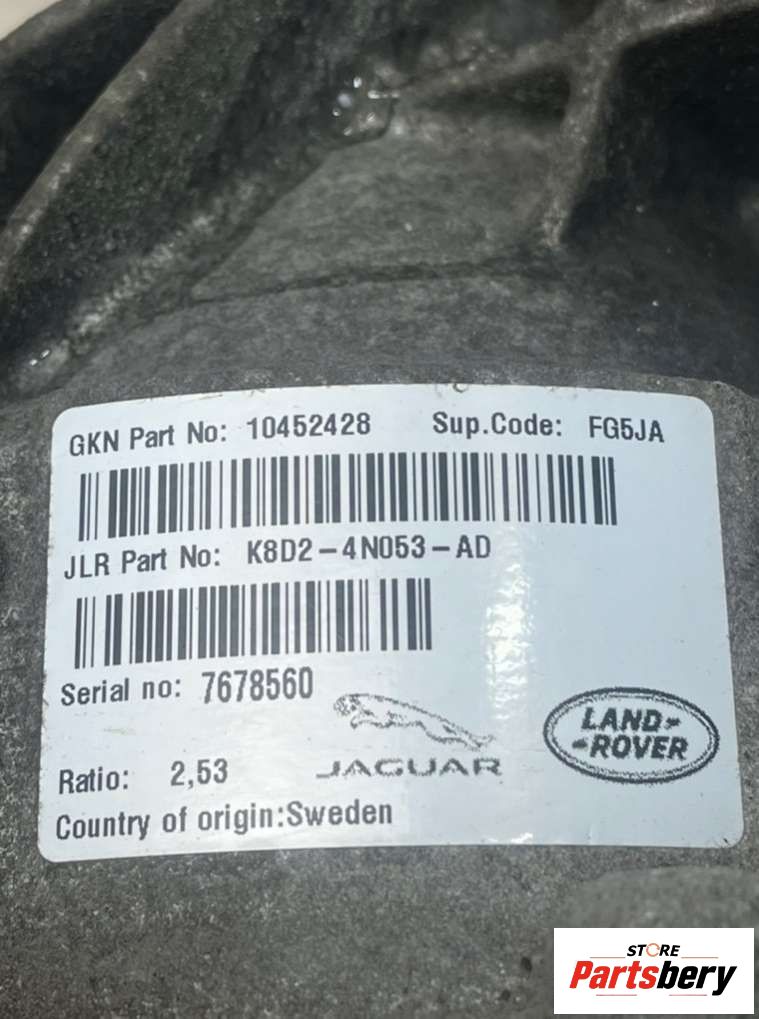 GKN Part No: 10452428 Sup.Code: FG5JA
JLR Part No: K8D2-4N053-AD
Serial no: 7678560
JAGUAR
LAND-
-ROVER
Ratio: 2,53
Country of origin:Sweden
STORE
Partsbery